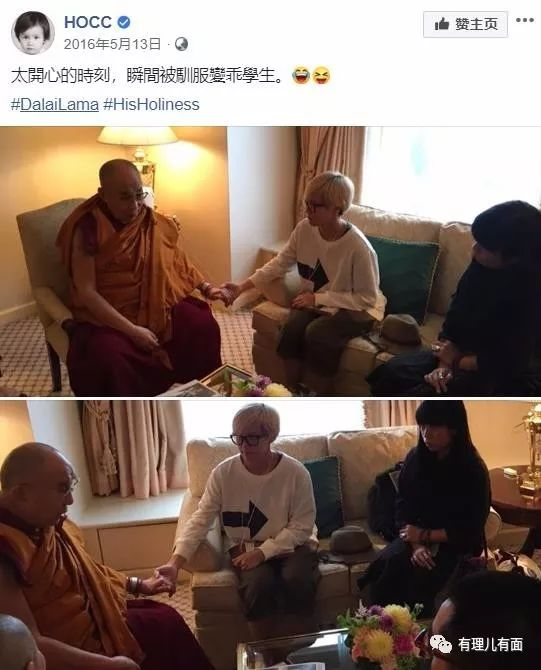 HOCC
赞主页
2016年5月13日
太開心的時刻，瞬間被馴服變乖學生。😂😆
#DalaiLama #HisHoliness
有理儿有面